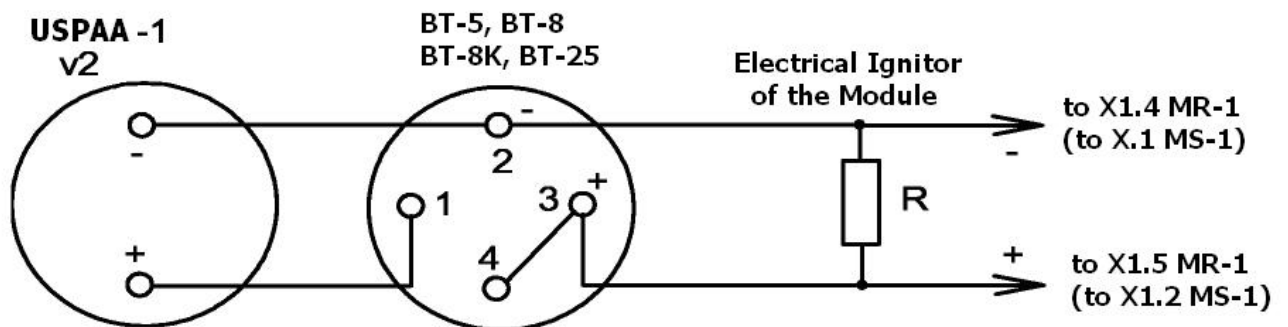 USPAA -1
v2
BT-5, BT-8
BT-8K, BT-25
Electrical Ignitor
of the Module
to X1.4 MR-1
(to X.1 MS-1)
-
-
2
-
1
3
+
4
R
+
+
to X1.5 MR-1
(to X1.2 MS-1)